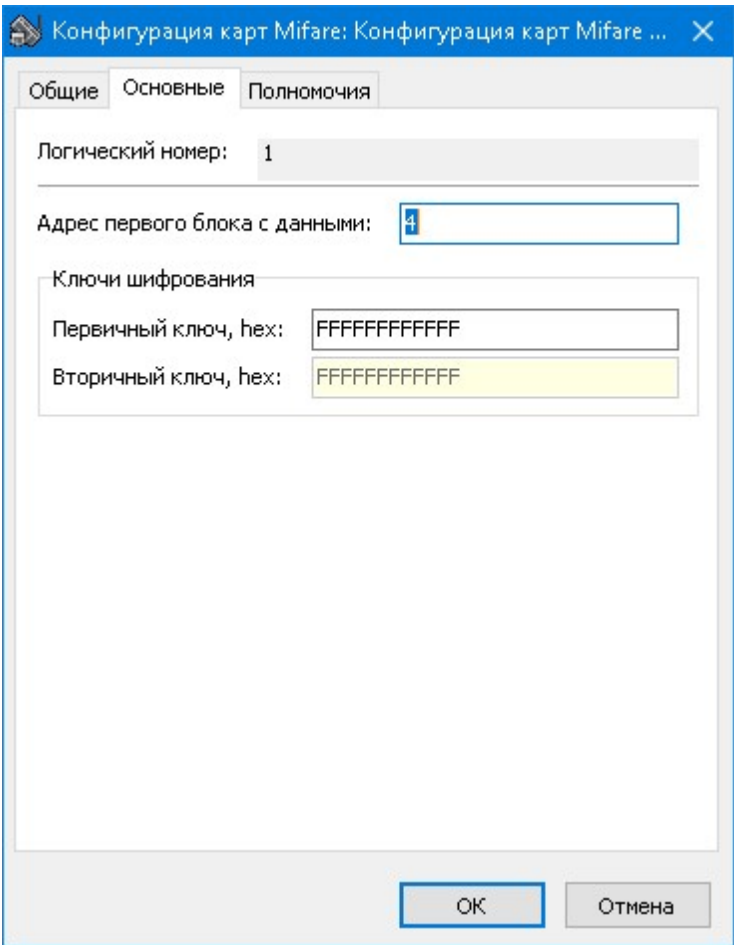 Конфигурация карт Mifare: Конфигурация карт Mifare ...
Общие Основные Полномочия
Логический номер: 1
Адрес первого блока с данными: 4
Ключи шифрования
Первичный ключ, hex: FFFFFFFFFFFF
Вторичный ключ, hex: FFFFFFFFFFFF
ОК Отмена